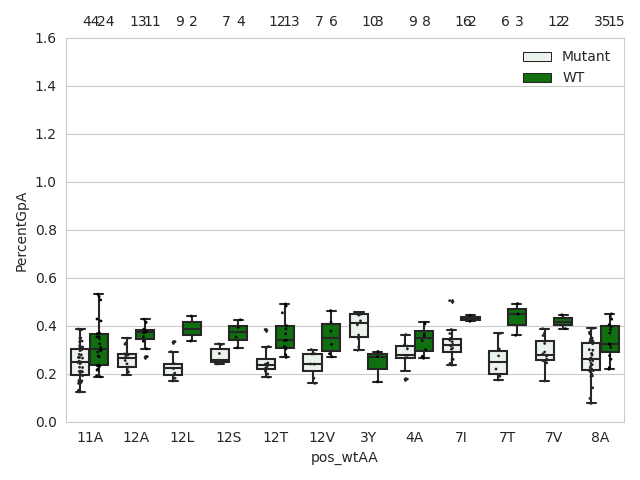 44 24 13 11 9 2 7 4 12 13 7 6 10 3 9 8 16 2 6 3 12 2 35 15
1.6
1.4
1.2
1.0
0.8
0.6
0.4
0.2
0.0
PercentGpA
Mutant
WT
11A 12A 12L 12S 12T 12V 3Y 4A 7I 7T 7V 8A
pos_wtAA